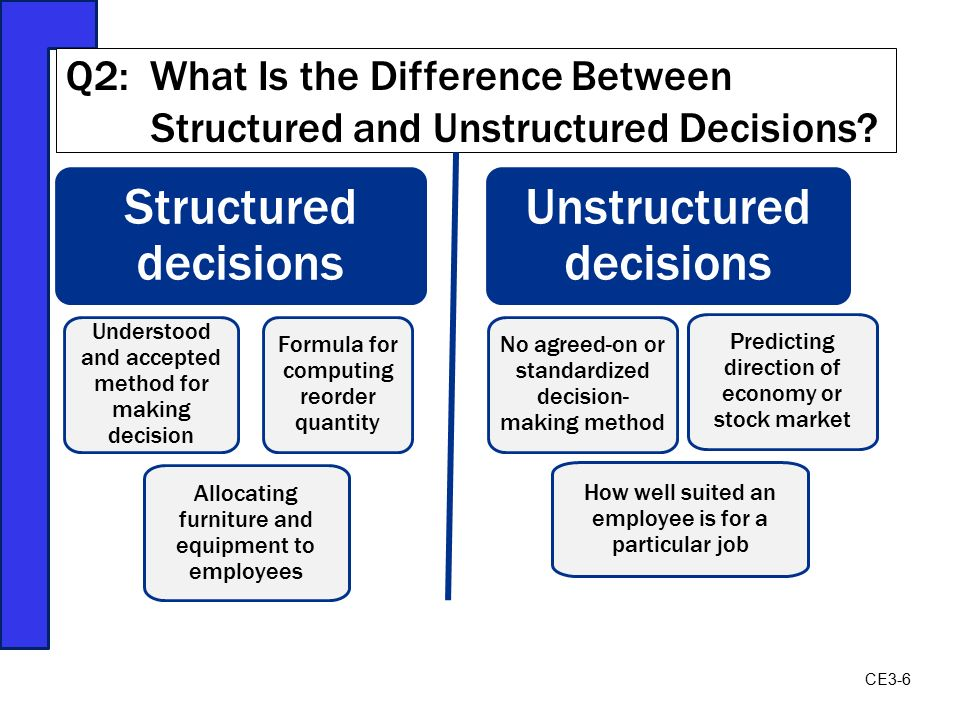 Q2: What Is the Difference Between
Structured and Unstructured Decisions?
Structured
decisions
Understood
and accepted
method for
making
decision
Formula for
computing
reorder
quantity
Allocating
furniture and
equipment to
employees
Unstructured
decisions
No agreed-on or
standardized
decision-
making method
Predicting
direction of
economy or
stock market
How well suited an
employee is for a
particular job
CE3-6